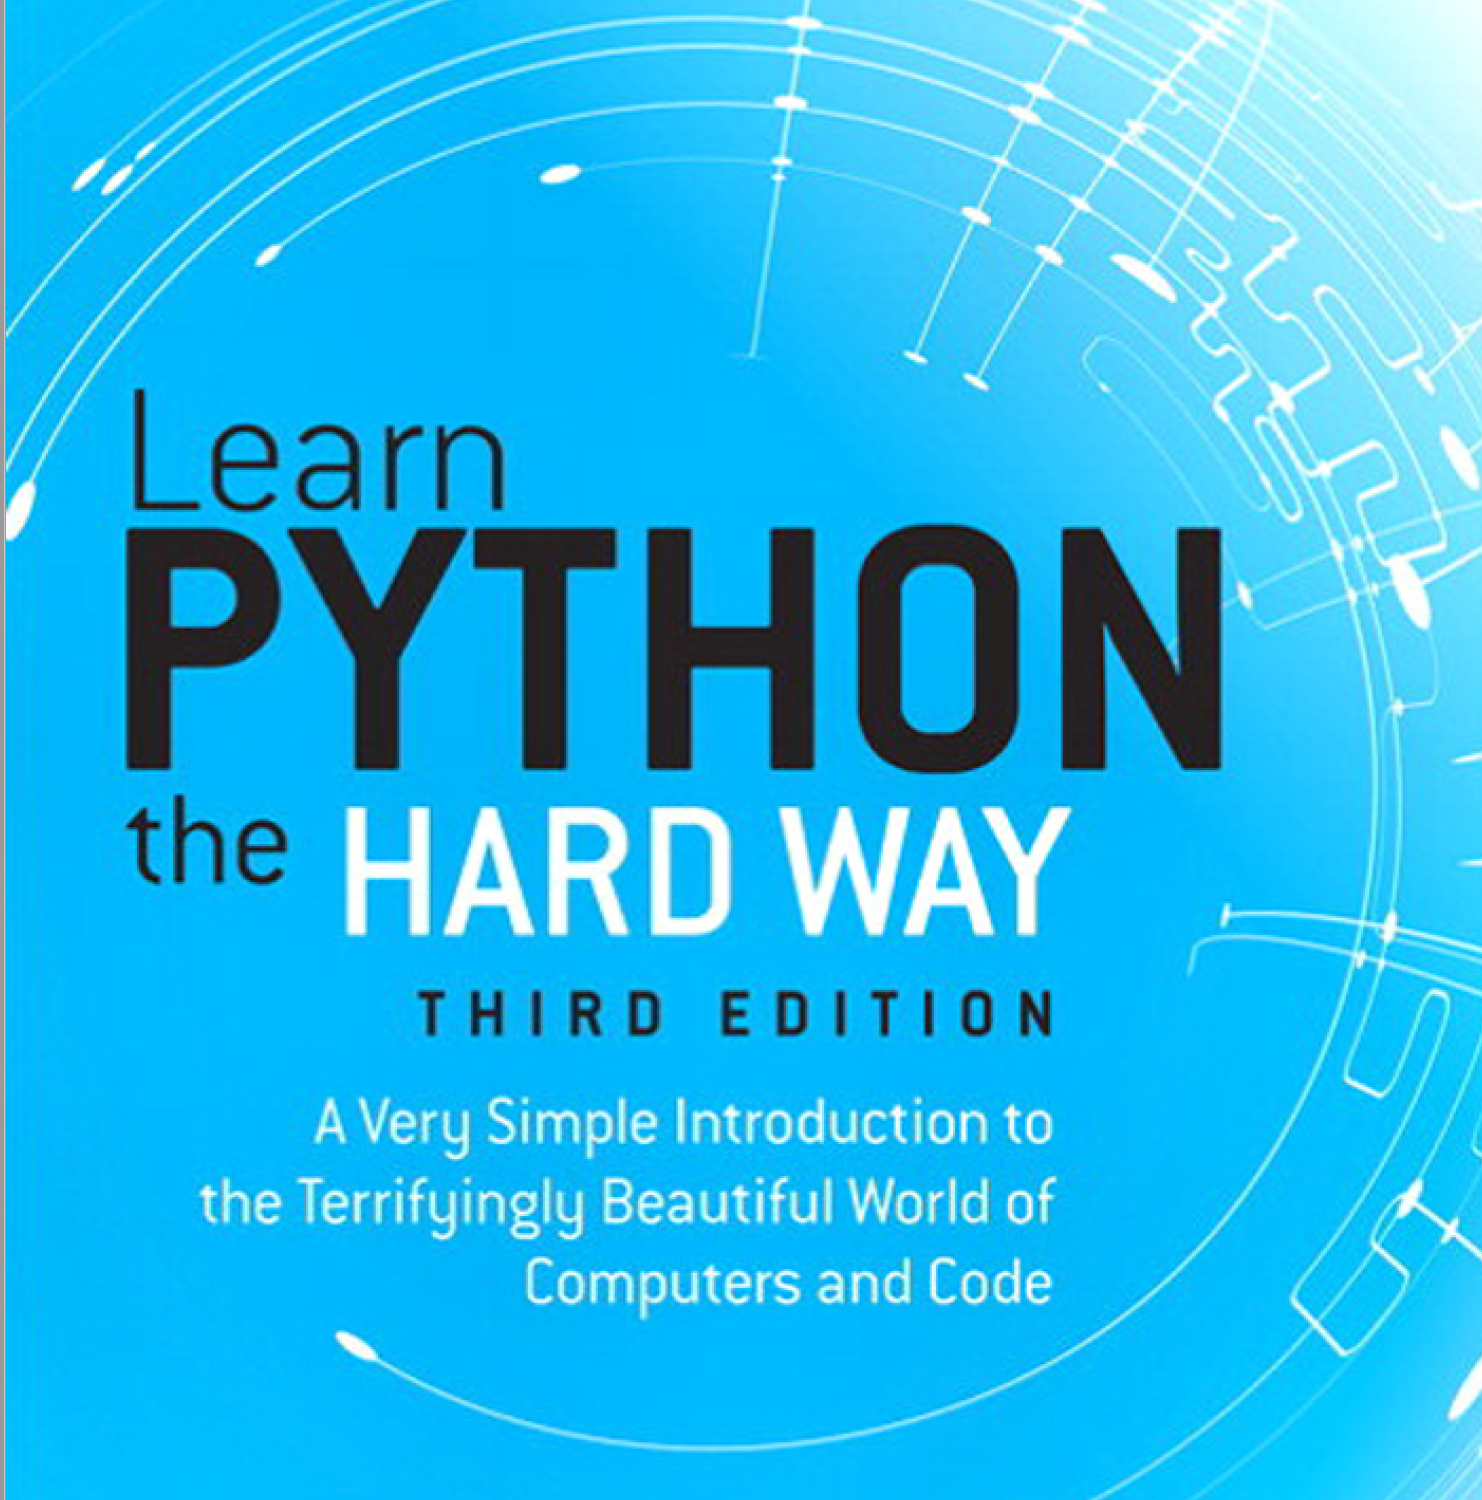 Learn
PYTHON
the HARD WAY
THIRD EDITION
A Very Simple Introduction to
the Terrifyingly Beautiful World of
Computers and Code